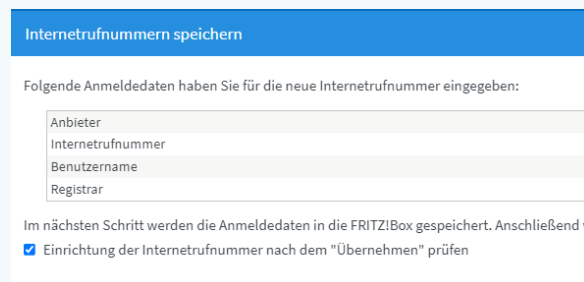 Internetrufnummern speichern
Folgende Anmeldedaten haben Sie für die neue Internetrufnummer eingegeben:
Anbieter
Internetrufnummer
Benutzername
Registrar
Im nächsten Schritt werden die Anmeldedaten in die FRITZ!Box gespeichert. Anschließend
Einrichtung der Internetrufnummer nach dem "Übernehmen" prüfen